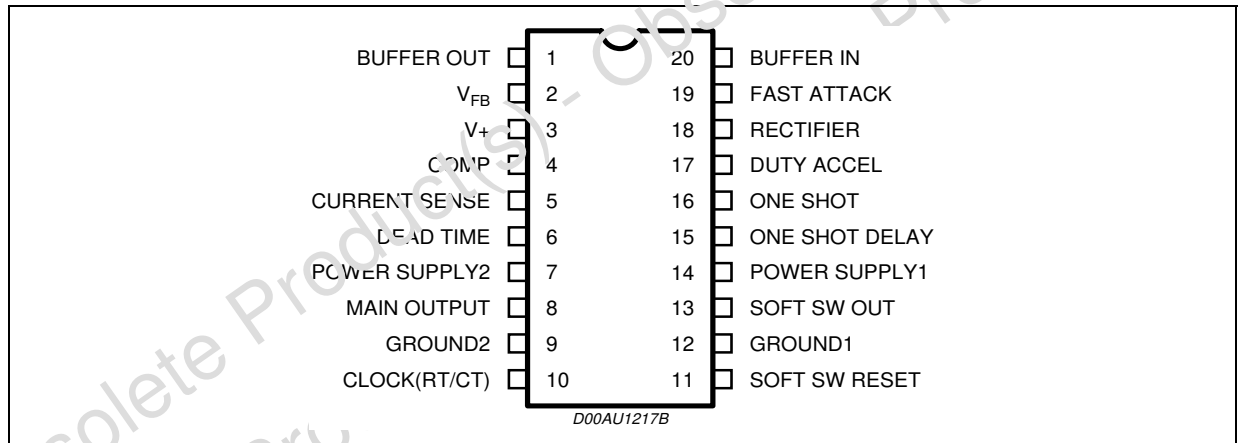 BUFFER OUT 1 20 BUFFER IN
VFB 2 19 FAST ATTACK
V+ 3 18 RECTIFIER
COMP 4 17 DUTY ACCEL
CURRENT SENSE 5 16 ONE SHOT
DEAD TIME 6 15 ONE SHOT DELAY
POWER SUPPLY2 7 14 POWER SUPPLY1
MAIN OUTPUT 8 13 SOFT SW OUT
GROUND2 9 12 GROUND1
CLOCK(RT/CT) 10 11 SOFT SW RESET
D00AU1217B
solete Product(s) - Obso